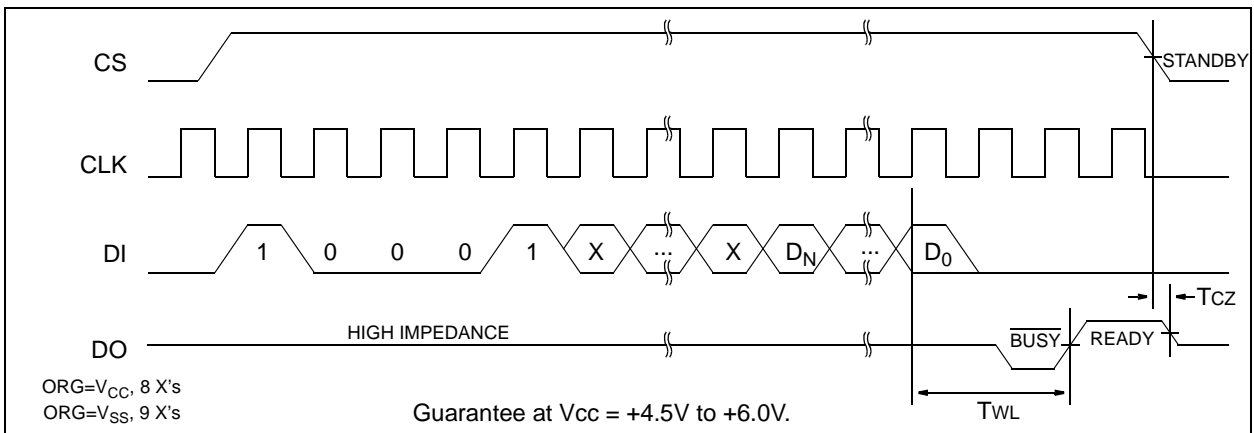 CS
STANDBY
CLK
DI
1 0 0 0 1 X ... X DN ... D0
TCZ
DO
HIGH IMPEDANCE
BUSY
READY
ORG=VCC, 8 X's
ORG=VSS, 9 X's
Guarantee at Vcc = +4.5V to +6.0V.
TWL